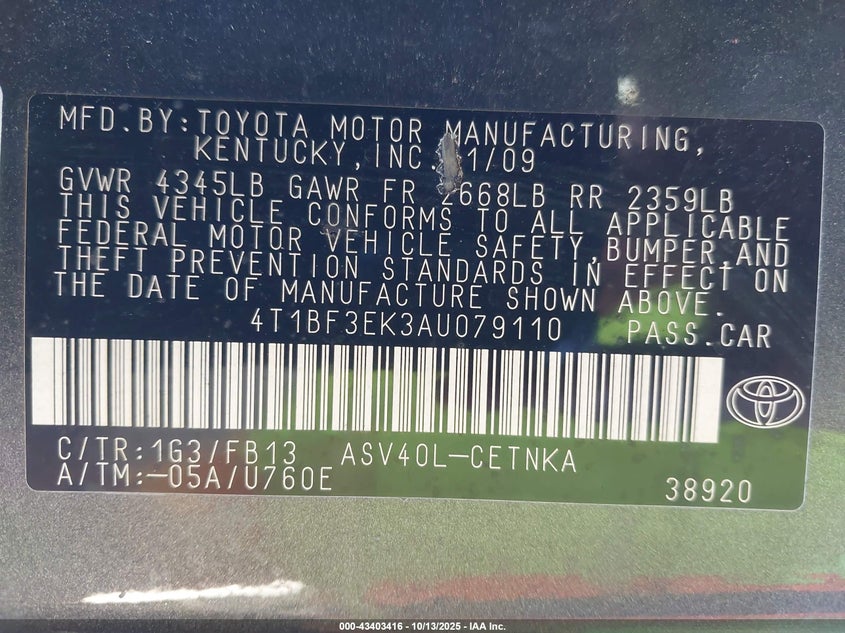 MFD.BY:TOYOTA MOTOR MANUFACTURING,
KENTUCKY, INC. 1/09
GVWR 4345LB GAWR FR 2668LB RR 2359LB
THIS VEHICLE CONFORMS TO ALL APPLICABLE
FEDERAL MOTOR VEHICLE SAFETY,BUMPER,AND
THEFT PREVENTION STANDARDS IN EFFECT ON
THE DATE OF MANUFACTURE SHOWN ABOVE.
4T1BF3EK3AU079110 PASS.CAR
C/TR:1G3/FB13 ASV40L-CETNKA
A/TM:-05A/U760E 38920
000-43403416 - 10/13/2025 - IAA Inc.